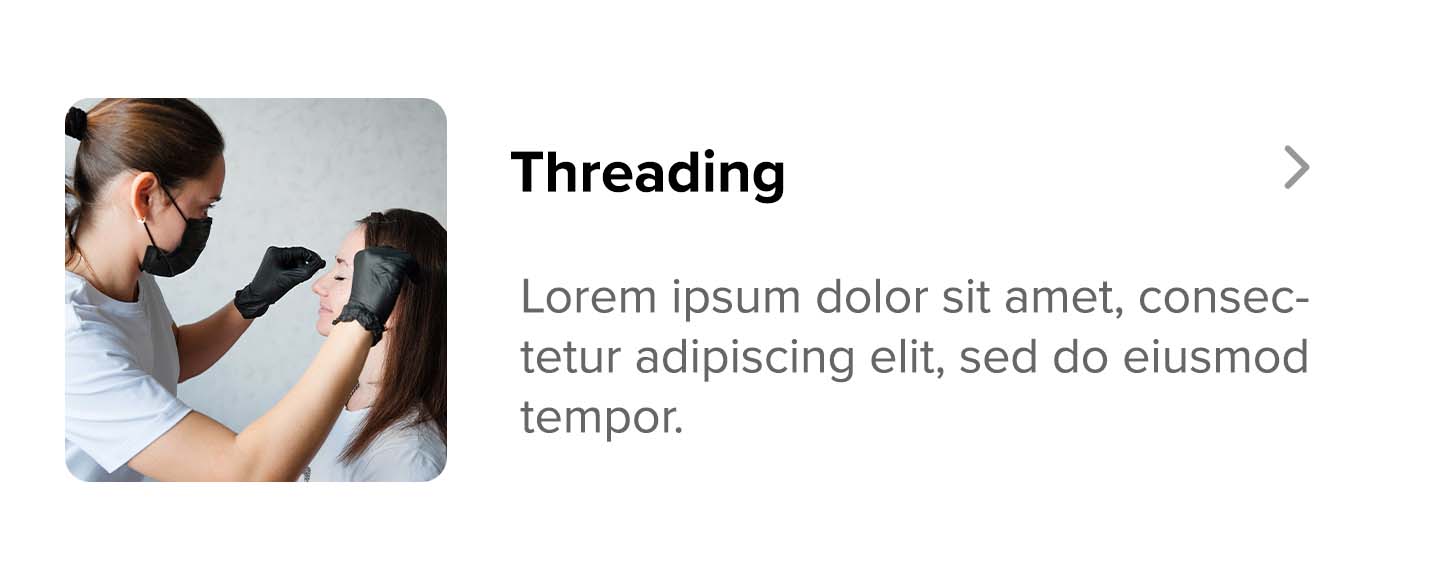 Threading
Lorem ipsum dolor sit amet, consec-
tetur adipiscing elit, sed do eiusmod
tempor.